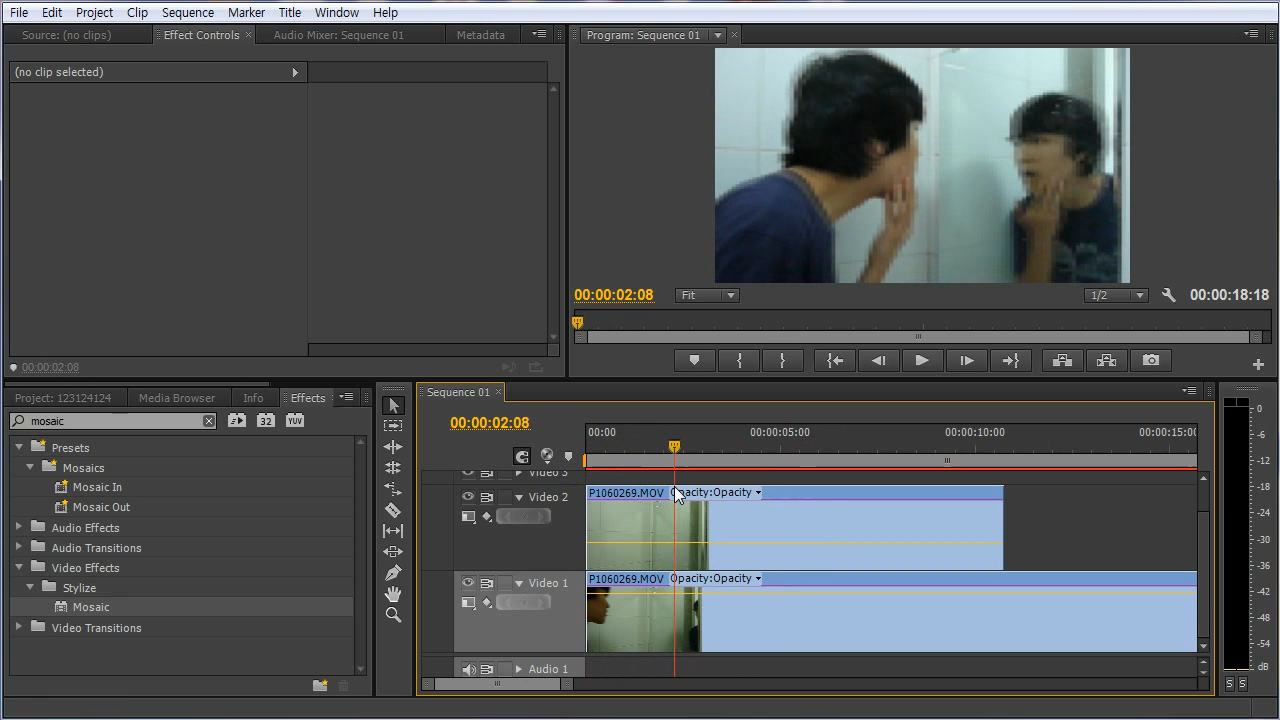 File Edit Project Clip Sequence Marker Title Window Help
Source: (no clips) Effect Controls Audio Mixer: Sequence 01 Metadata
Program: Sequence 01
(no clip selected)
00:00:02:08
00:00:02:08 Fit 1/2 00:00:18:18
Project: 123124124 Media Browser Info Effects
mosaic 32 YUV
Presets
Mosaics
Mosaic In
Mosaic Out
Audio Effects
Audio Transitions
Video Effects
Stylize
Mosaic
Video Transitions
Sequence 01
00:00:02:08
00:00 00:00:05:00 00:00:10:00 00:00:15:00
Video 3
Video 2 P1060269.MOV Opacity:Opacity
Video 1 P1060269.MOV Opacity:Opacity
Audio 1
0
-6
-12
-18
-24
-30
-36
-42
-48
-54
dB
S S